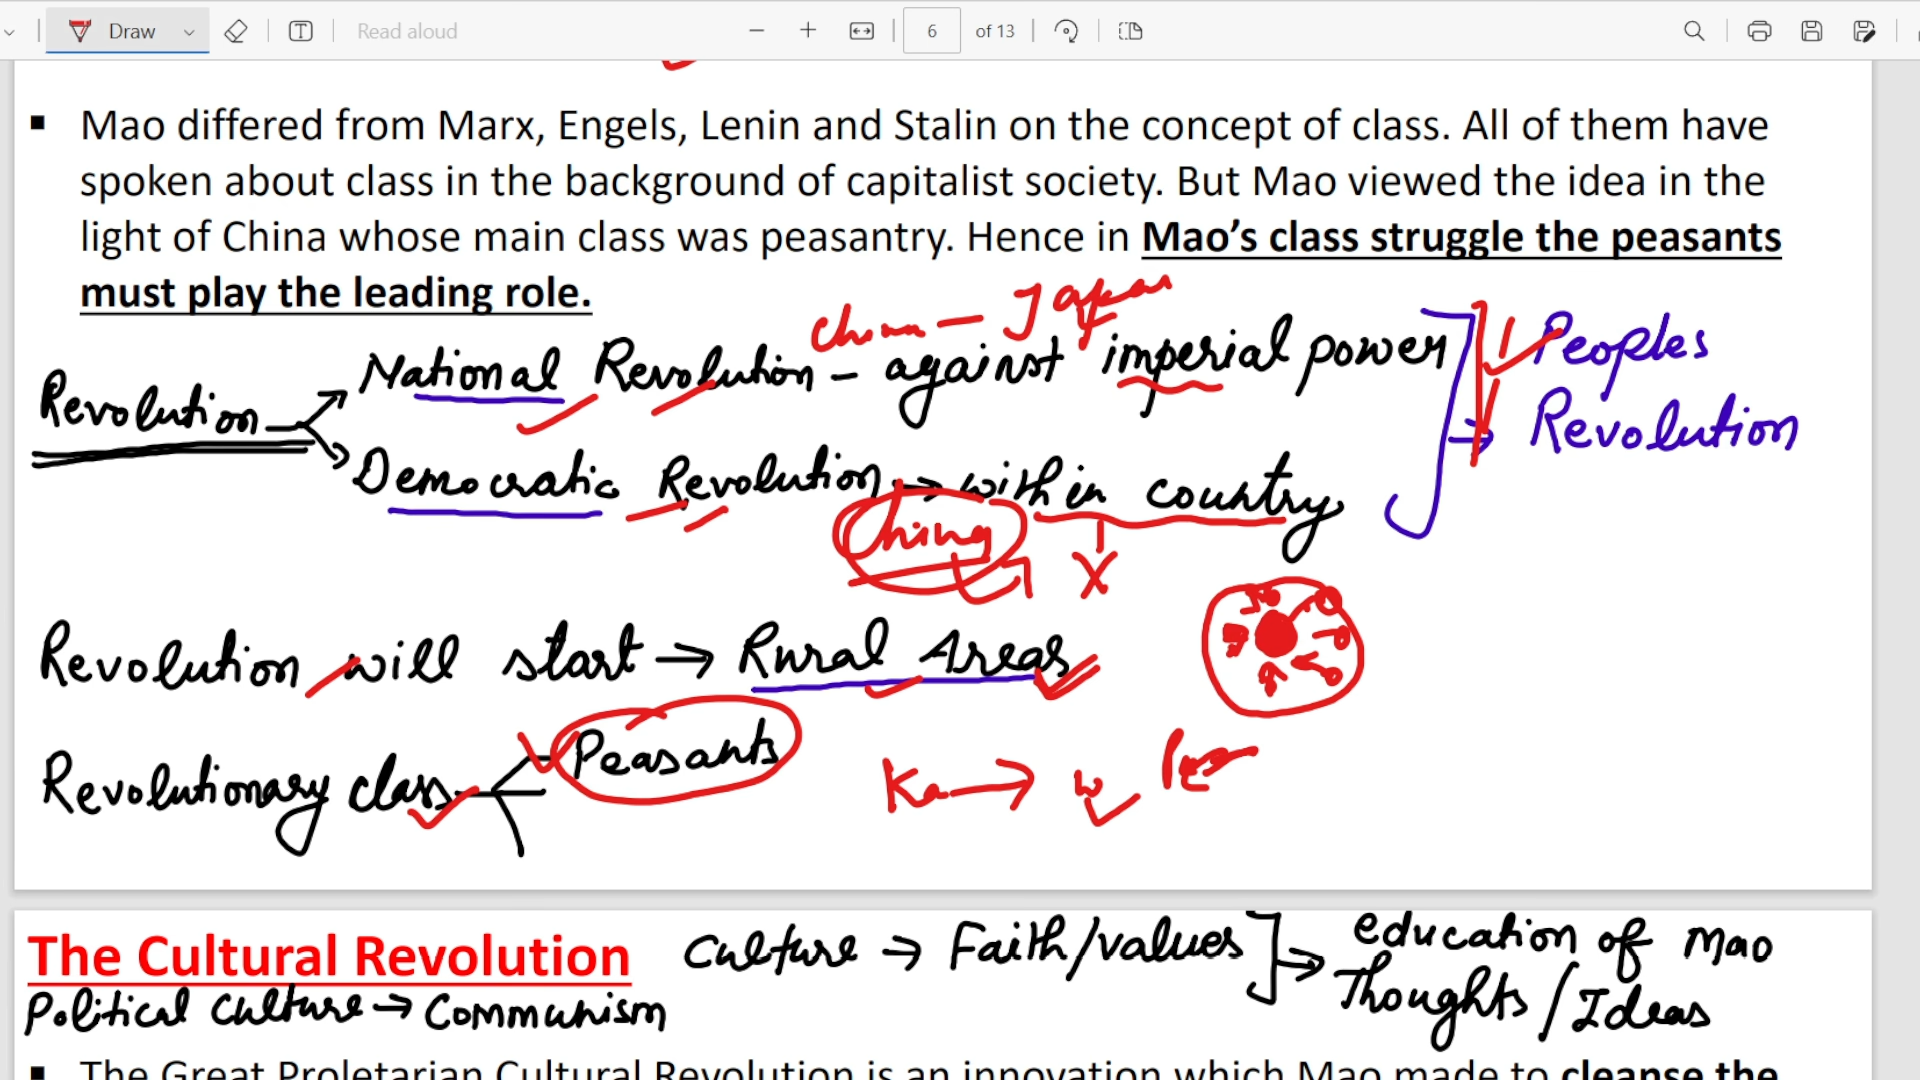 Draw Read aloud 6 of 13
▪ Mao differed from Marx, Engels, Lenin and Stalin on the concept of class. All of them have
spoken about class in the background of capitalist society. But Mao viewed the idea in the
light of China whose main class was peasantry. Hence in Mao’s class struggle the peasants
must play the leading role.
China – Japan
National Revolution – against imperial power
Peoples
Revolution
Revolution
Democratic Revolution → within country
China
X
Revolution will start → Rural Areas
Revolutionary class
Peasants
Ka → w
The Cultural Revolution
Culture → Faith/values
education of Mao
Thoughts / Ideas
Political Culture → Communism
▪ The Great Proletarian Cultural Revolution is an innovation which Mao made to cleanse the